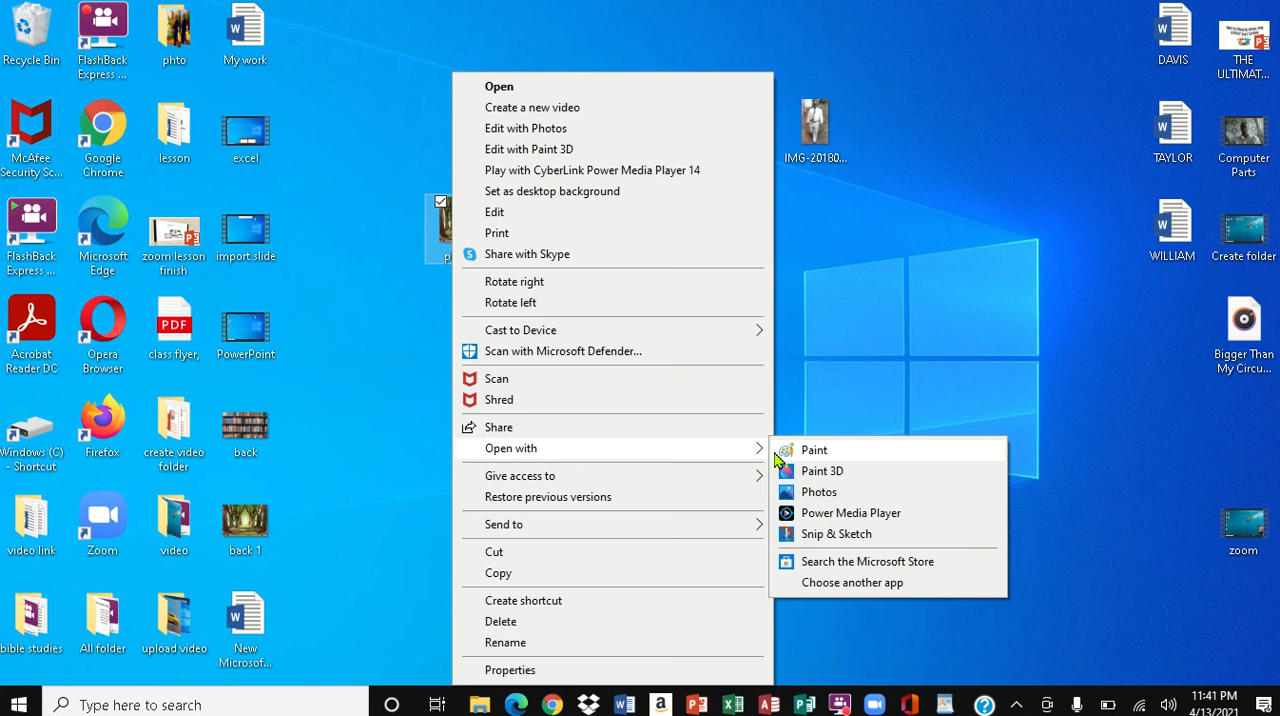 Recycle Bin
FlashBack
Express ...
phto
My work
McAfee
Security Sc...
Google
Chrome
lesson
excel
FlashBack
Express ...
Microsoft
Edge
zoom lesson
finish
import slide
Acrobat
Reader DC
Opera
Browser
PDF
class flyer,
PowerPoint
Windows (C)
- Shortcut
Firefox
create video
folder
back
video link
Zoom
video
back 1
bible studies
All folder
upload video
New
Microsof...
p
Open
Create a new video
Edit with Photos
Edit with Paint 3D
Play with CyberLink Power Media Player 14
Set as desktop background
Edit
Print
Share with Skype
Rotate right
Rotate left
Cast to Device
Scan with Microsoft Defender...
Scan
Shred
Share
Open with
Give access to
Restore previous versions
Send to
Cut
Copy
Create shortcut
Delete
Rename
Properties
Paint
Paint 3D
Photos
Power Media Player
Snip & Sketch
Search the Microsoft Store
Choose another app
IMG-20180...
DAVIS
THE
ULTIMAT...
TAYLOR
Computer
Parts
WILLIAM
Create folder
Bigger Than
My Circu...
zoom
Type here to search
11:41 PM
4/13/2021